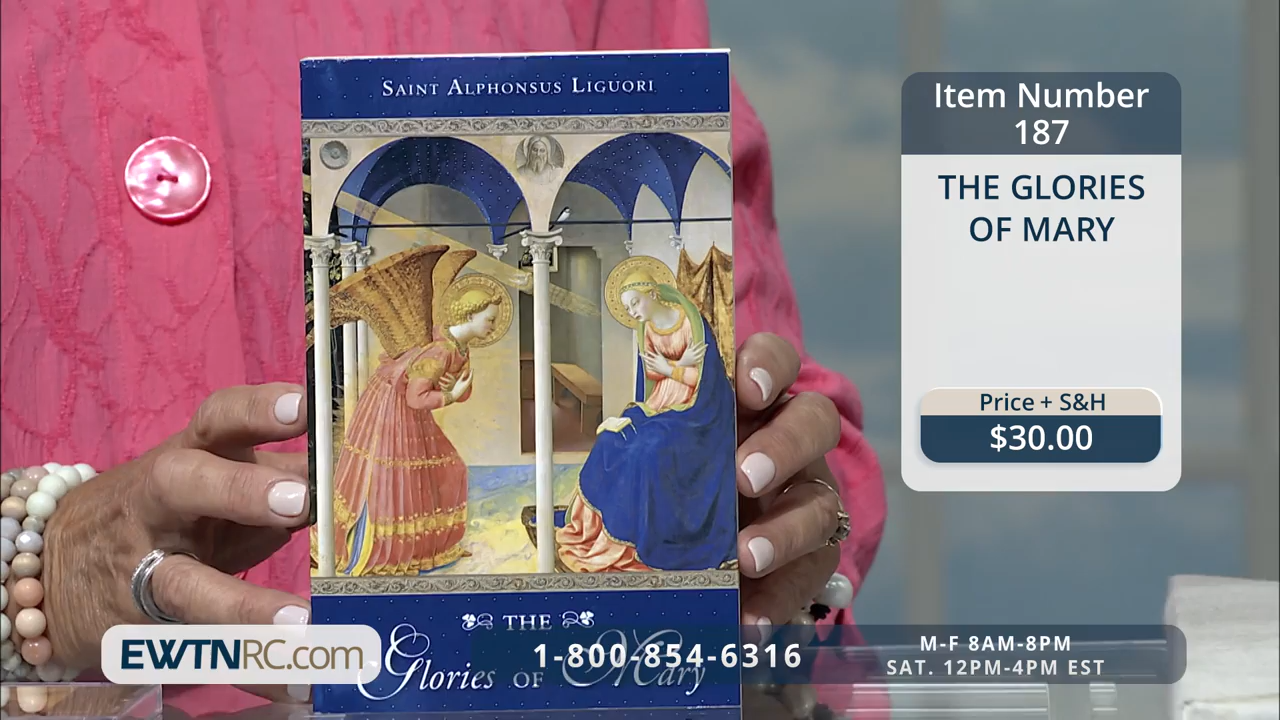 SAINT ALPHONSUS LIGUORI
THE
Glories OF Mary
Item Number
187
THE GLORIES
OF MARY
Price + S&H
$30.00
EWTNRC.com
1-800-854-6316
M-F 8AM-8PM
SAT. 12PM-4PM EST